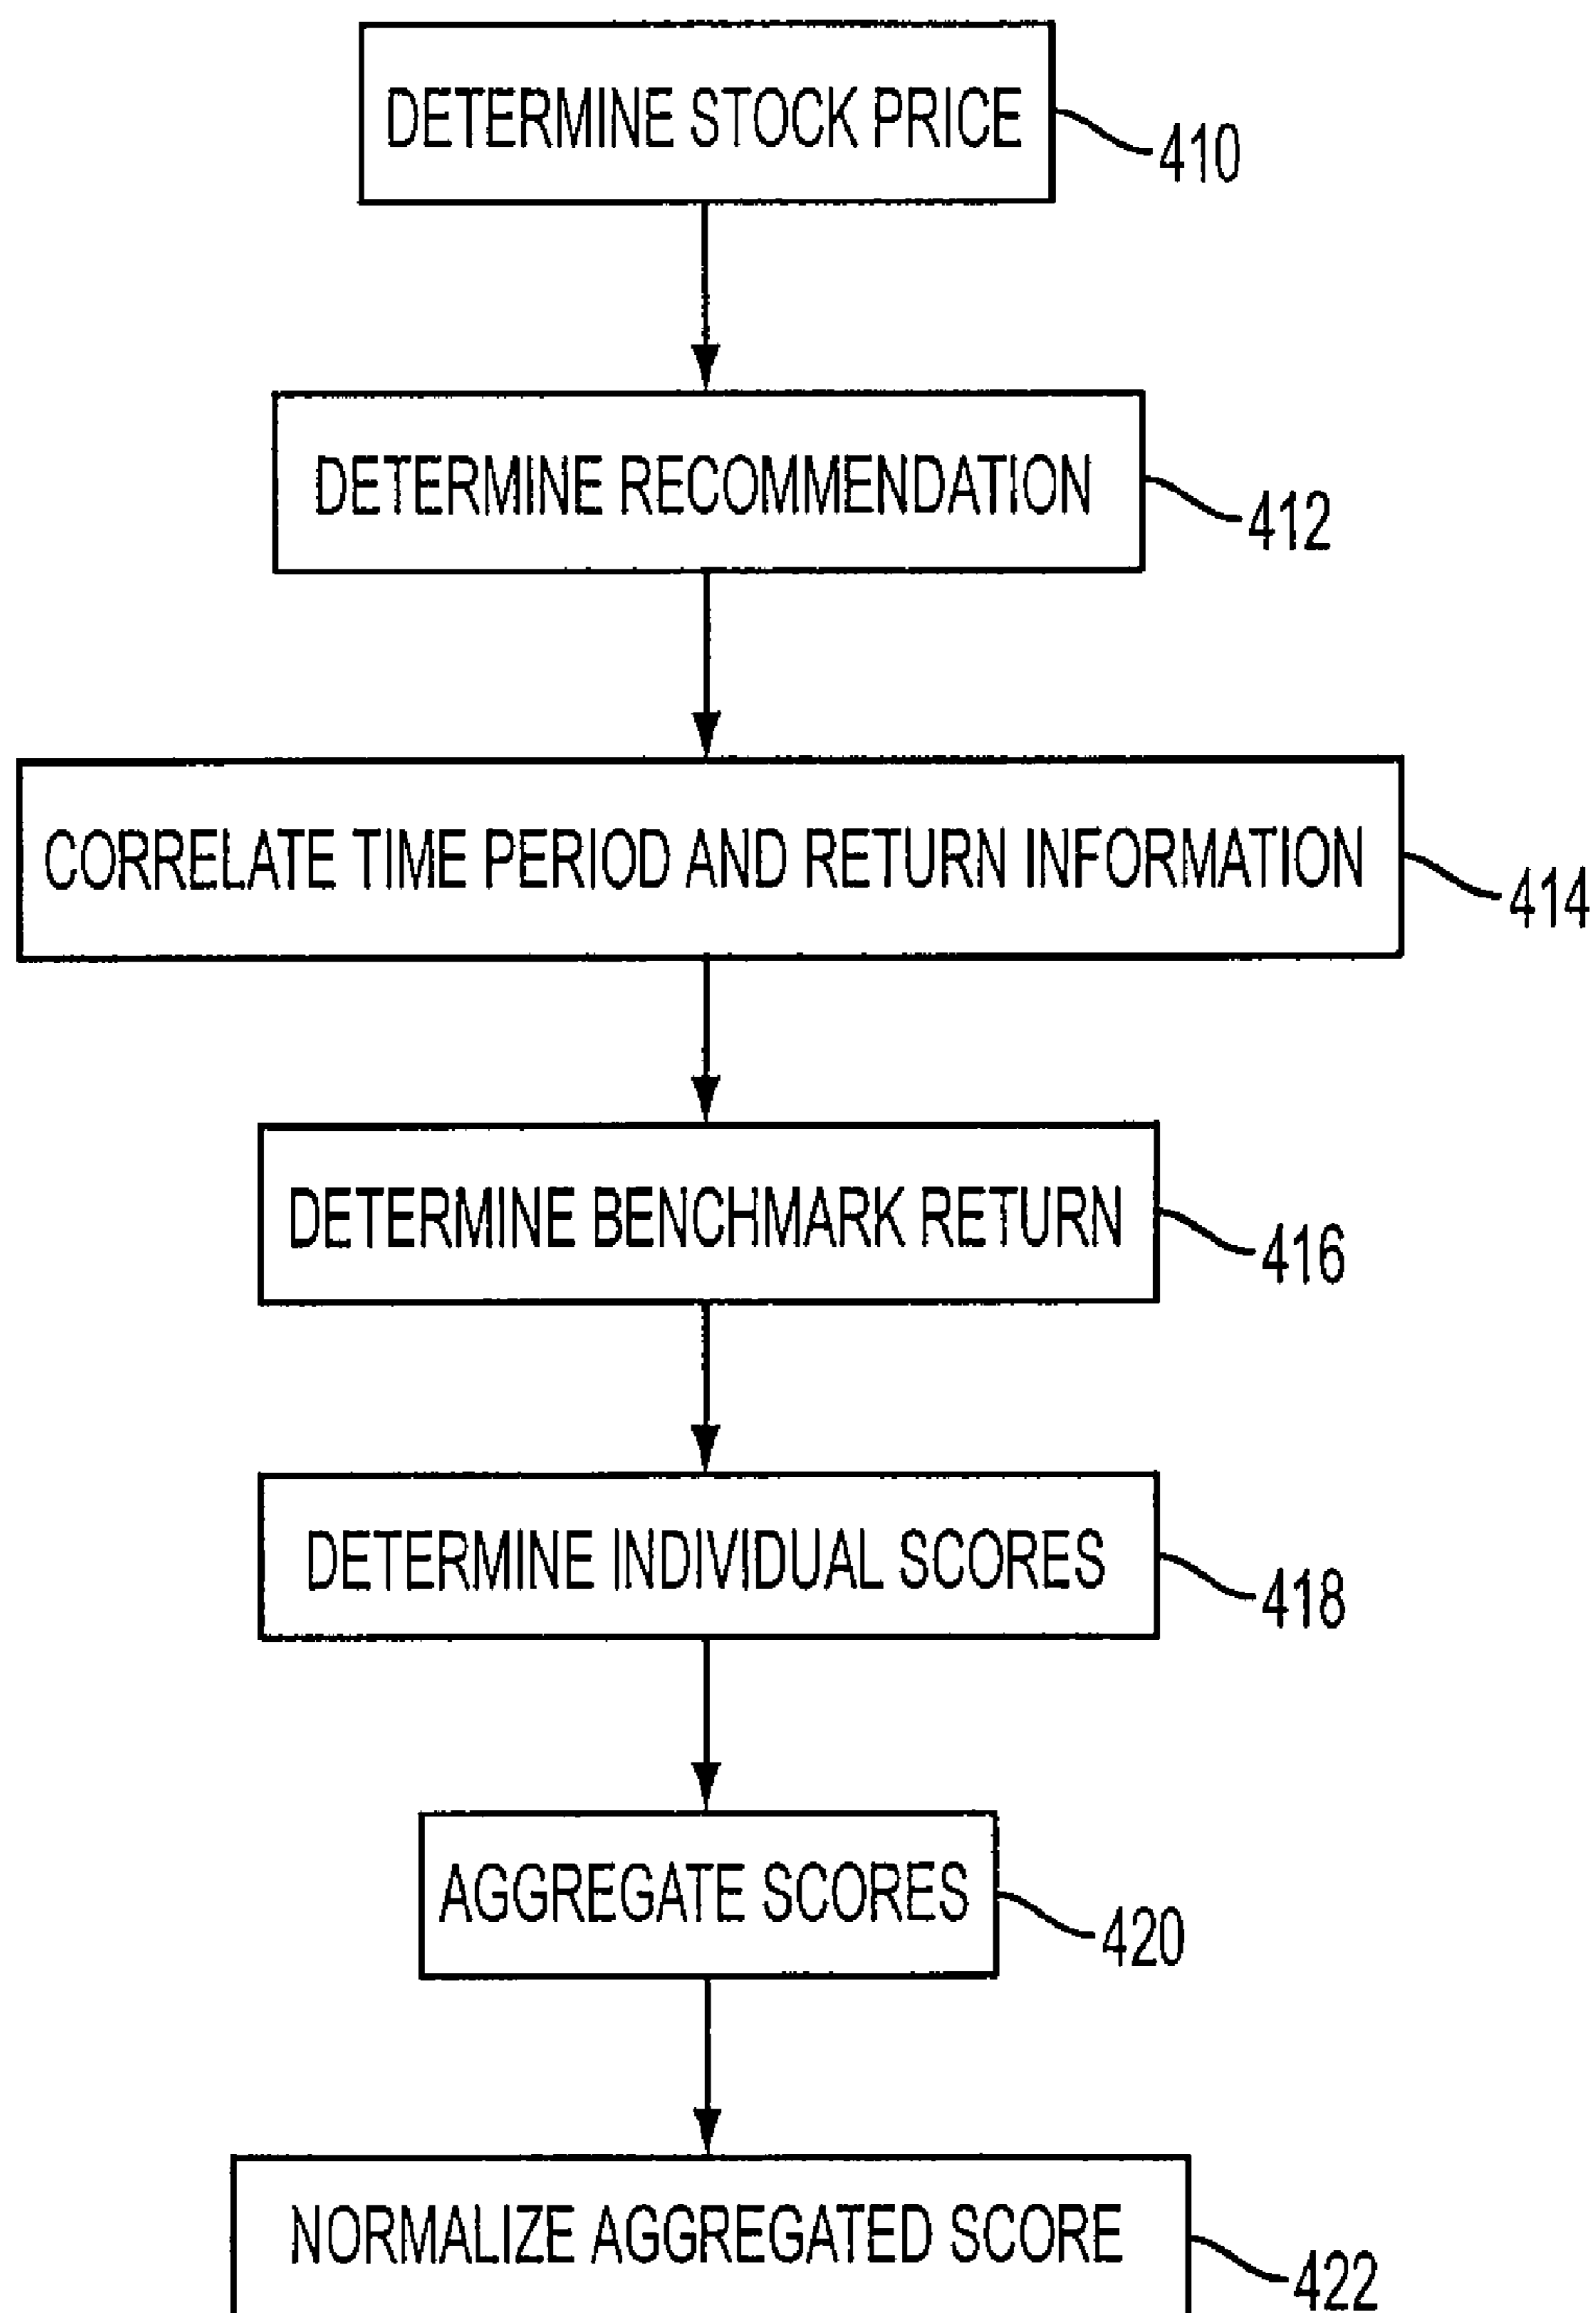 DETERMINE STOCK PRICE
410
DETERMINE RECOMMENDATION
412
CORRELATE TIME PERIOD AND RETURN INFORMATION
414
DETERMINE BENCHMARK RETURN
416
DETERMINE INDIVIDUAL SCORES
418
AGGREGATE SCORES
420
NORMALIZE AGGREGATED SCORE
422